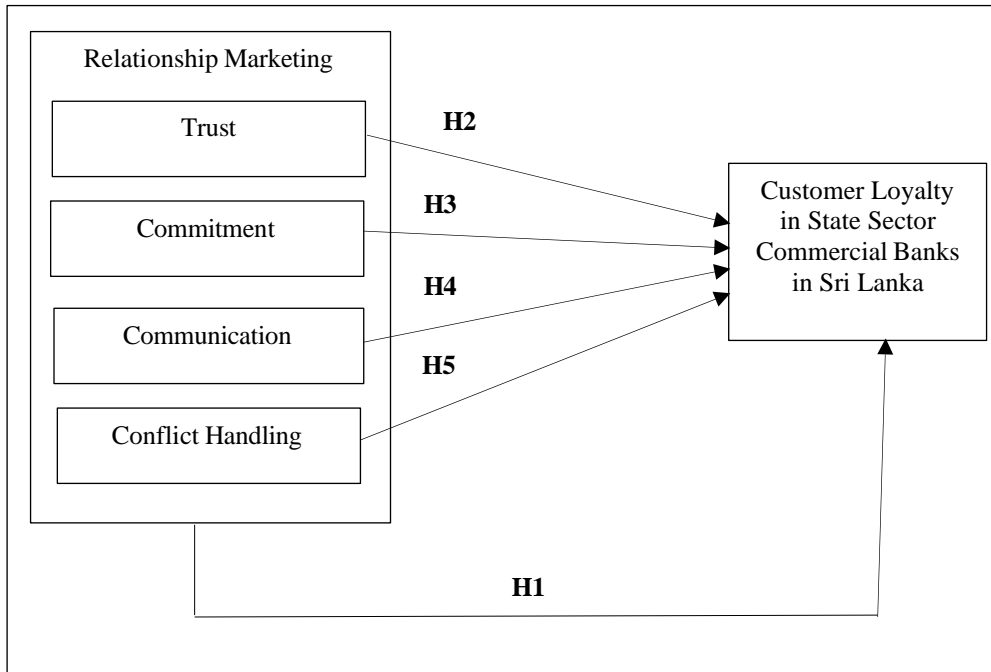 Relationship Marketing
Trust
Commitment
Communication
Conflict Handling
H2
H3
H4
H5
Customer Loyalty
in State Sector
Commercial Banks
in Sri Lanka
H1